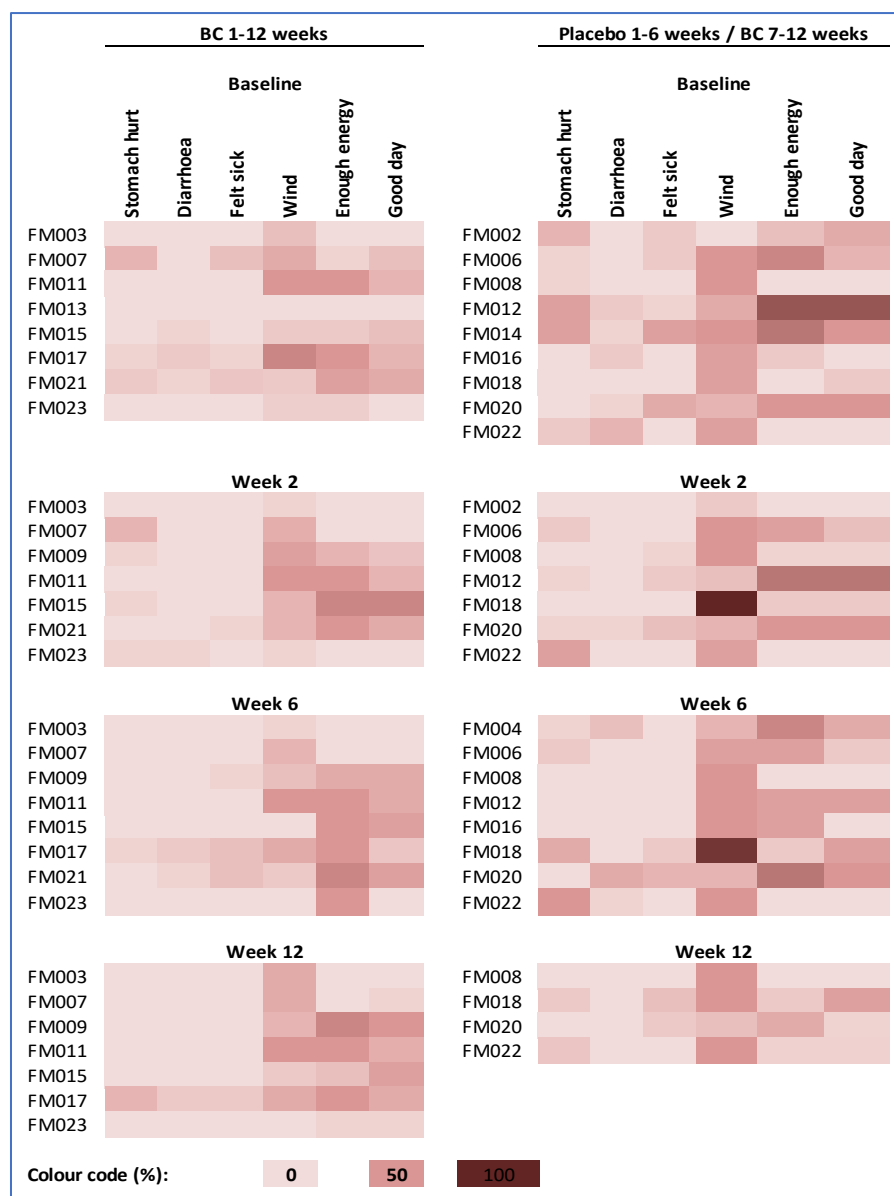 BC 1-12 weeks
Placebo 1-6 weeks / BC 7-12 weeks
Baseline
Stomach hurt
Diarrhoea
Felt sick
Wind
Enough energy
Good day
FM003
FM007
FM011
FM013
FM015
FM017
FM021
FM023
Baseline
Stomach hurt
Diarrhoea
Felt sick
Wind
Enough energy
Good day
FM002
FM006
FM008
FM012
FM014
FM016
FM018
FM020
FM022
Week 2
FM003
FM007
FM009
FM011
FM015
FM021
FM023
Week 2
FM002
FM006
FM008
FM012
FM018
FM020
FM022
Week 6
FM003
FM007
FM009
FM011
FM015
FM017
FM021
FM023
Week 6
FM004
FM006
FM008
FM012
FM016
FM018
FM020
FM022
Week 12
FM003
FM007
FM009
FM011
FM015
FM017
FM023
Week 12
FM008
FM018
FM020
FM022
Colour code (%): 0 50 100